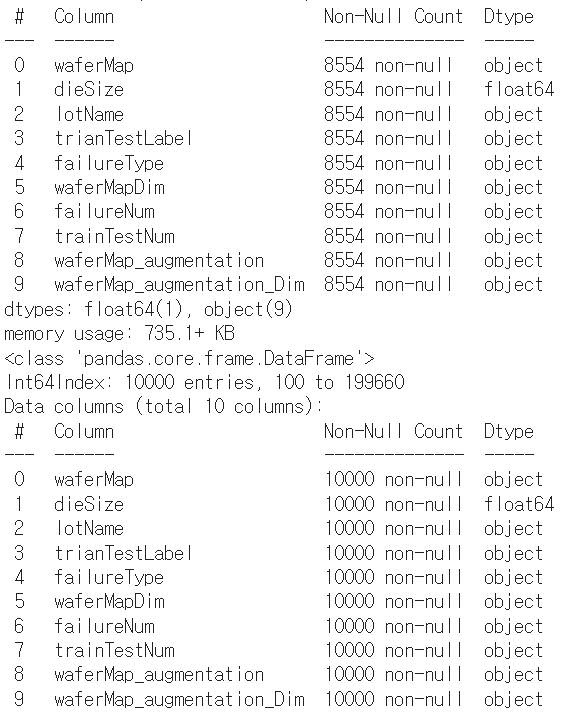 #   Column                      Non-Null Count  Dtype
---  ------                      --------------  -----
0   waferMap                    8554 non-null   object
1   dieSize                     8554 non-null   float64
2   lotName                     8554 non-null   object
3   trianTestLabel              8554 non-null   object
4   failureType                 8554 non-null   object
5   waferMapDim                 8554 non-null   object
6   failureNum                  8554 non-null   object
7   trainTestNum                8554 non-null   object
8   waferMap_augmentation       8554 non-null   object
9   waferMap_augmentation_Dim   8554 non-null   object
dtypes: float64(1), object(9)
memory usage: 735.1+ KB
<class 'pandas.core.frame.DataFrame'>
Int64Index: 10000 entries, 100 to 199660
Data columns (total 10 columns):
#   Column                      Non-Null Count  Dtype
---  ------                      --------------  -----
0   waferMap                    10000 non-null  object
1   dieSize                     10000 non-null  float64
2   lotName                     10000 non-null  object
3   trianTestLabel              10000 non-null  object
4   failureType                 10000 non-null  object
5   waferMapDim                 10000 non-null  object
6   failureNum                  10000 non-null  object
7   trainTestNum                10000 non-null  object
8   waferMap_augmentation       10000 non-null  object
9   waferMap_augmentation_Dim   10000 non-null  object